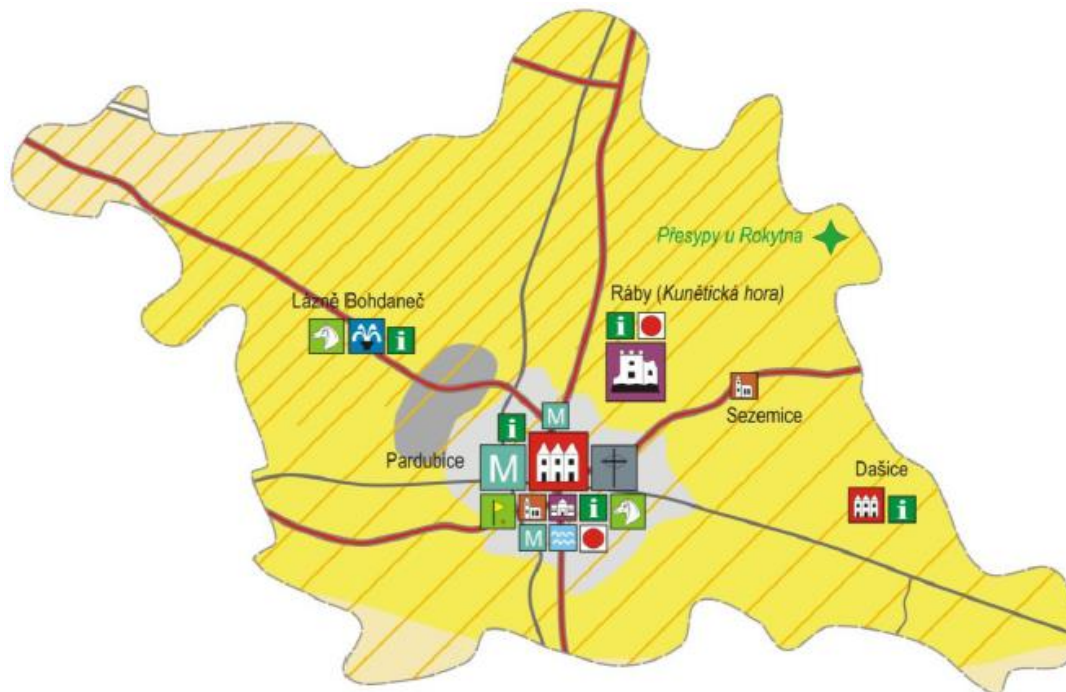 Přesypy u Rokytna
Ráby (Kunětická hora)
Lázně Bohdaneč
i
i
M
Sezemice
i
Pardubice
M
Dašice
i
i
M